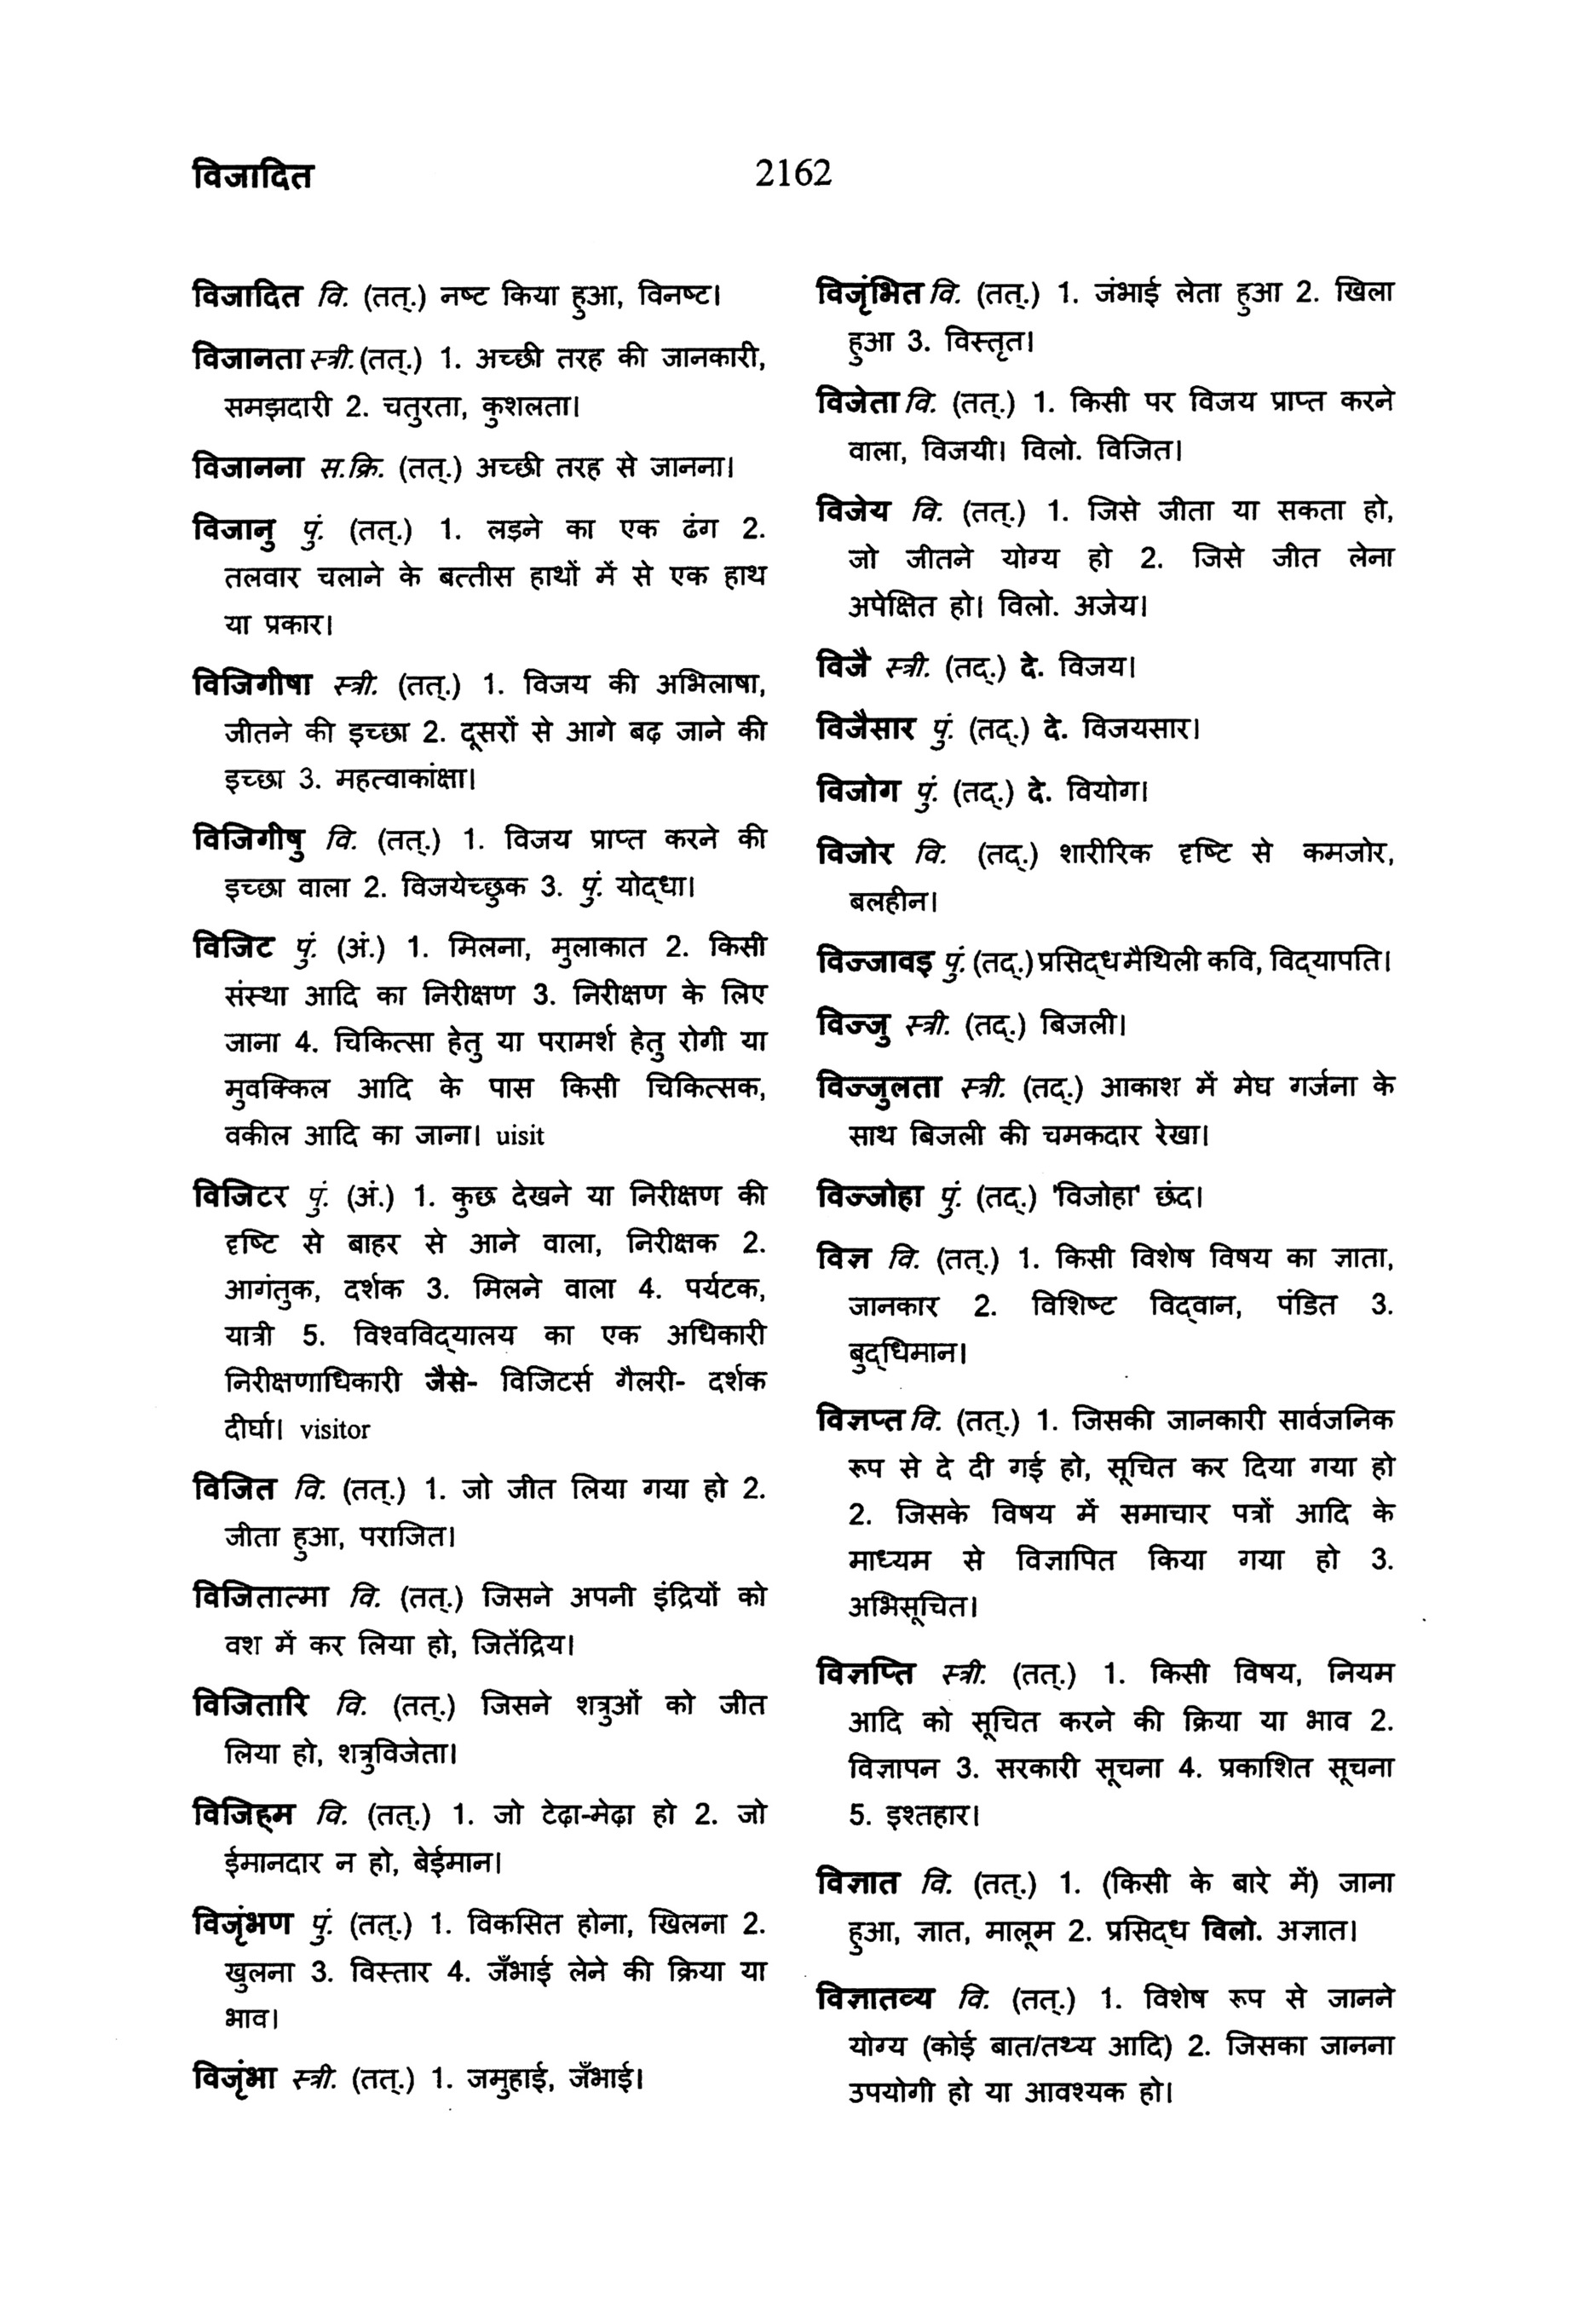 विजादित
2162
विजादित वि. (तत्.) नष्ट किया हुआ, विनष्ट।
विजानता स्त्री. (तत्.) 1. अच्छी तरह की जानकारी,
समझदारी 2. चतुरता, कुशलता।
विजानना स.क्रि. (तत्.) अच्छी तरह से जानना।
विजानु पुं. (तत्.) 1. लड़ने का एक ढंग 2.
तलवार चलाने के बत्तीस हाथों में से एक हाथ
या प्रकार।
विजिगीषा स्त्री. (तत्.) 1. विजय की अभिलाषा,
जीतने की इच्छा 2. दूसरों से आगे बढ़ जाने की
इच्छा 3. महत्वाकांक्षा।
विजिगीषु वि. (तत्.) 1. विजय प्राप्त करने की
इच्छा वाला 2. विजयेच्छुक 3. पुं. योद्‌धा।
विजिट पुं. (अं.) 1. मिलना, मुलाकात 2. किसी
संस्था आदि का निरीक्षण 3. निरीक्षण के लिए
जाना 4. चिकित्सा हेतु या परामर्श हेतु रोगी या
मुवक्किल आदि के पास किसी चिकित्सक,
वकील आदि का जाना। uisit
विजिटर पुं. (अं.) 1. कुछ देखने या निरीक्षण की
दृष्टि से बाहर से आने वाला, निरीक्षक 2.
आगंतुक, दर्शक 3. मिलने वाला 4. पर्यटक,
यात्री 5. विश्वविद्‌यालय का एक अधिकारी
निरीक्षणाधिकारी जैसे- विजिटर्स गैलरी- दर्शक
दीर्घा। visitor
विजित वि. (तत्.) 1. जो जीत लिया गया हो 2.
जीता हुआ, पराजित।
विजितात्मा वि. (तत्.) जिसने अपनी इंद्रियों को
वश में कर लिया हो, जितेंद्रिय।
विजितारि वि. (तत्.) जिसने शत्रुओं को जीत
लिया हो, शत्रुविजेता।
विजिह्‌म वि. (तत्.) 1. जो टेढ़ा-मेढ़ा हो 2. जो
ईमानदार न हो, बेईमान।
विजृंभण पुं. (तत्.) 1. विकसित होना, खिलना 2.
खुलना 3. विस्तार 4. जँभाई लेने की क्रिया या
भाव।
विजृंभा स्त्री. (तत्.) 1. जमुहाई, जँभाई।
विजृंभित वि. (तत्.) 1. जंभाई लेता हुआ 2. खिला
हुआ 3. विस्तृत।
विजेता वि. (तत्.) 1. किसी पर विजय प्राप्त करने
वाला, विजयी। विलो. विजित।
विजेय वि. (तत्.) 1. जिसे जीता या सकता हो,
जो जीतने योग्य हो 2. जिसे जीत लेना
अपेक्षित हो। विलो. अजेय।
विजै स्त्री. (तद्.) दे. विजय।
विजैसार पुं. (तद्.) दे. विजयसार।
विजोग पुं. (तद्.) दे. वियोग।
विजोर वि. (तद्.) शारीरिक दृष्टि से कमजोर,
बलहीन।
विज्जावइ पुं. (तद्.) प्रसिद्‌ध मैथिली कवि, विद्‌यापति।
विज्जु स्त्री. (तद्.) बिजली।
विज्जुलता स्त्री. (तद्.) आकाश में मेघ गर्जना के
साथ बिजली की चमकदार रेखा।
विज्जोहा पुं. (तद्.) 'विजोहा' छंद।
विज्ञ वि. (तत्.) 1. किसी विशेष विषय का ज्ञाता,
जानकार 2. विशिष्ट विद्‌वान, पंडित 3.
बुद्‌धिमान।
विज्ञप्त वि. (तत्.) 1. जिसकी जानकारी सार्वजनिक
रूप से दे दी गई हो, सूचित कर दिया गया हो
2. जिसके विषय में समाचार पत्रों आदि के
माध्यम से विज्ञापित किया गया हो 3.
अभिसूचित।
विज्ञप्ति स्त्री. (तत्.) 1. किसी विषय, नियम
आदि को सूचित करने की क्रिया या भाव 2.
विज्ञापन 3. सरकारी सूचना 4. प्रकाशित सूचना
5. इश्तहार।
विज्ञात वि. (तत्.) 1. (किसी के बारे में) जाना
हुआ, ज्ञात, मालूम 2. प्रसिद्‌ध विलो. अज्ञात।
विज्ञातव्य वि. (तत्.) 1. विशेष रूप से जानने
योग्य (कोई बात/तथ्य आदि) 2. जिसका जानना
उपयोगी हो या आवश्यक हो।